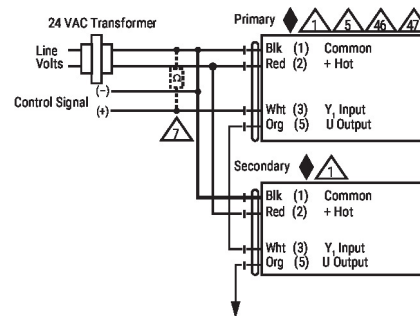 24 VAC Transformer
Primary 1 5 46 47
Line Volts
Blk (1) Common
Red (2) + Hot
Ω
(–)
Control Signal
(+)
Wht (3) Y₁ Input
Org (5) U Output
7
Secondary 1
Blk (1) Common
Red (2) + Hot
Wht (3) Y₁ Input
Org (5) U Output